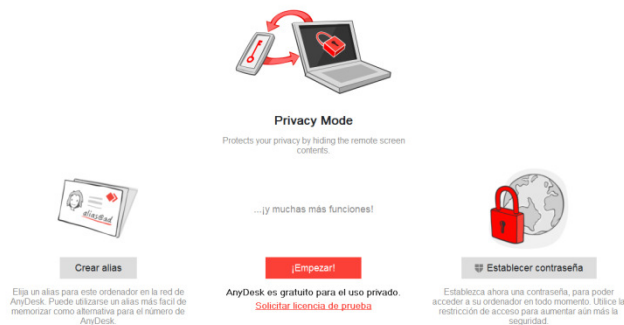 Privacy Mode
Protects your privacy by hiding the remote screen
contents.
alias@ad
...¡y muchas más funciones!
Crear alias
¡Empezar!
Establecer contraseña
Elija un alias para este ordenador en la red de
AnyDesk. Puede utilizarse un alias más facil de
memorizar como alternativa para el número de
AnyDesk.
AnyDesk es gratuito para el uso privado.
Solicitar licencia de prueba
Establezca ahora una contraseña, para poder
acceder a su ordenador en todo momento. Utilice la
restricción de acceso para aumentar aún más la
seguridad.